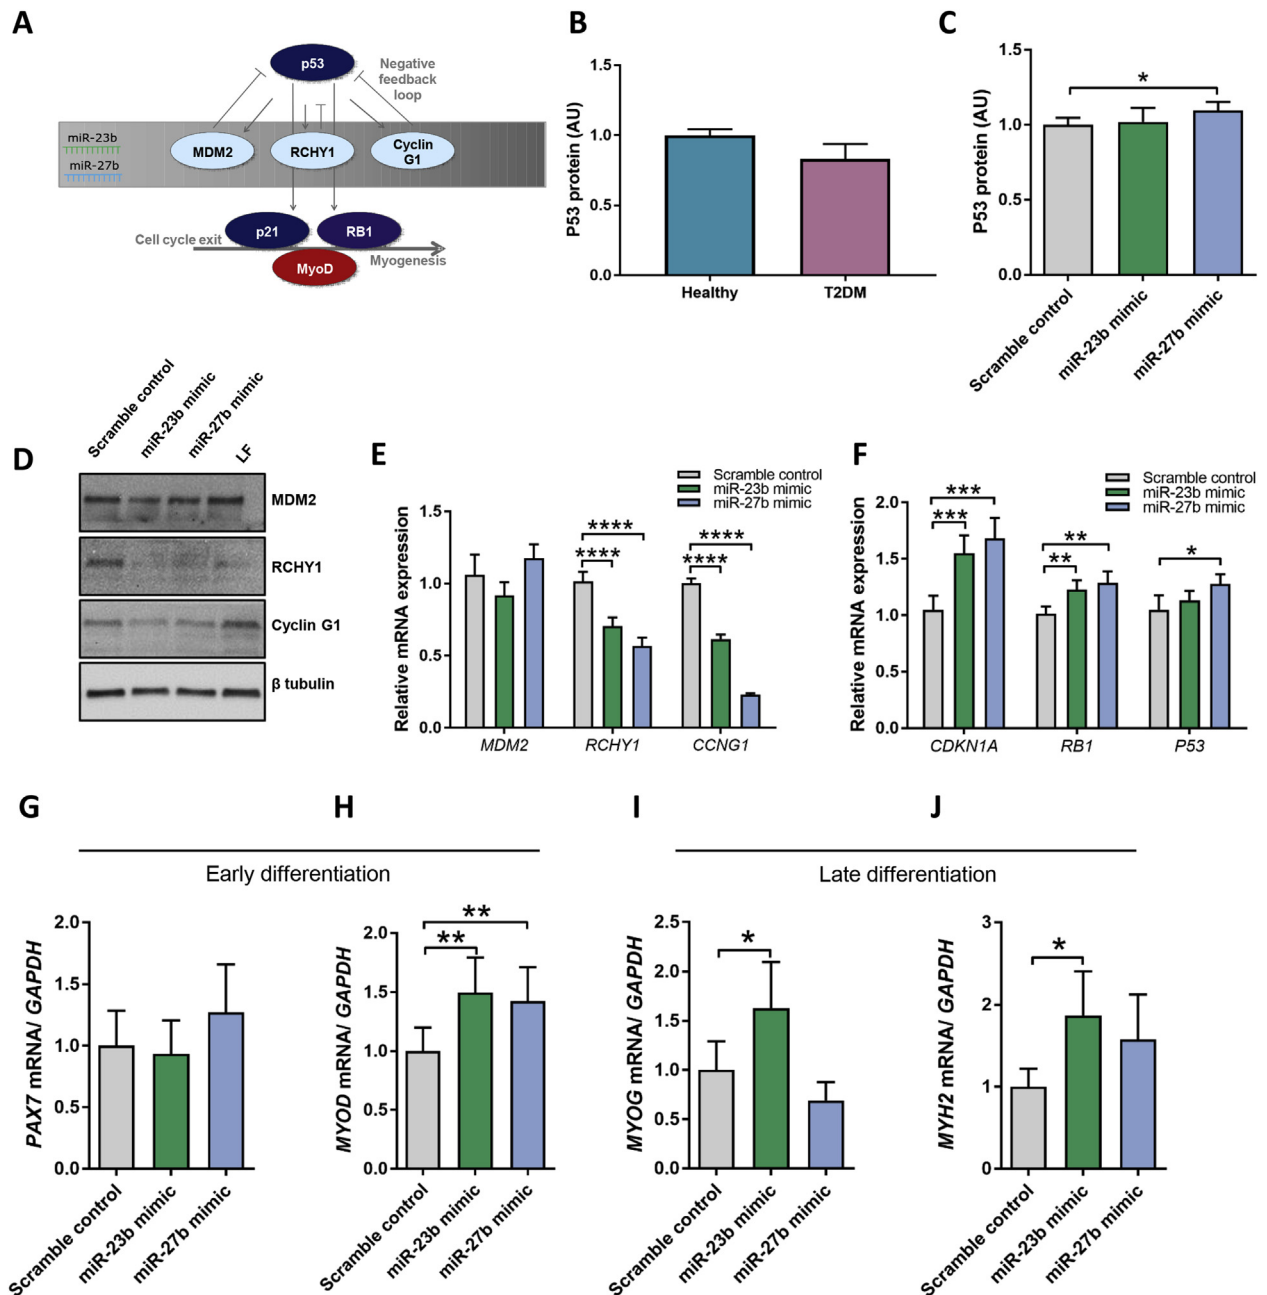 A
p53
Negative
feedback
loop
miR-23b
miR-27b
MDM2
RCHY1
Cyclin
G1
p21
RB1
Cell cycle exit
Myogenesis
MyoD
B
P53 protein (AU)
1.5
1.0
0.5
0.0
Healthy
T2DM
C
P53 protein (AU)
1.5
1.0
0.5
0.0
*
Scramble control
miR-23b mimic
miR-27b mimic
D
Scramble control
miR-23b mimic
miR-27b mimic
LF
MDM2
RCHY1
Cyclin G1
β tubulin
E
Scramble control
miR-23b mimic
miR-27b mimic
Relative mRNA expression
1.5
1.0
0.5
0.0
****
****
****
****
MDM2
RCHY1
CCNG1
F
Scramble control
miR-23b mimic
miR-27b mimic
Relative mRNA expression
2.0
1.5
1.0
0.5
0.0
***
***
**
**
*
CDKN1A
RB1
P53
G
H
Early differentiation
PAX7 mRNA/ GAPDH
2.0
1.5
1.0
0.5
0.0
Scramble control
miR-23b mimic
miR-27b mimic
MYOD mRNA/ GAPDH
2.0
1.5
1.0
0.5
0.0
**
**
Scramble control
miR-23b mimic
miR-27b mimic
I
J
Late differentiation
MYOG mRNA/ GAPDH
2.5
2.0
1.5
1.0
0.5
0.0
*
Scramble control
miR-23b mimic
miR-27b mimic
MYH2 mRNA/ GAPDH
3
2
1
0
*
Scramble control
miR-23b mimic
miR-27b mimic